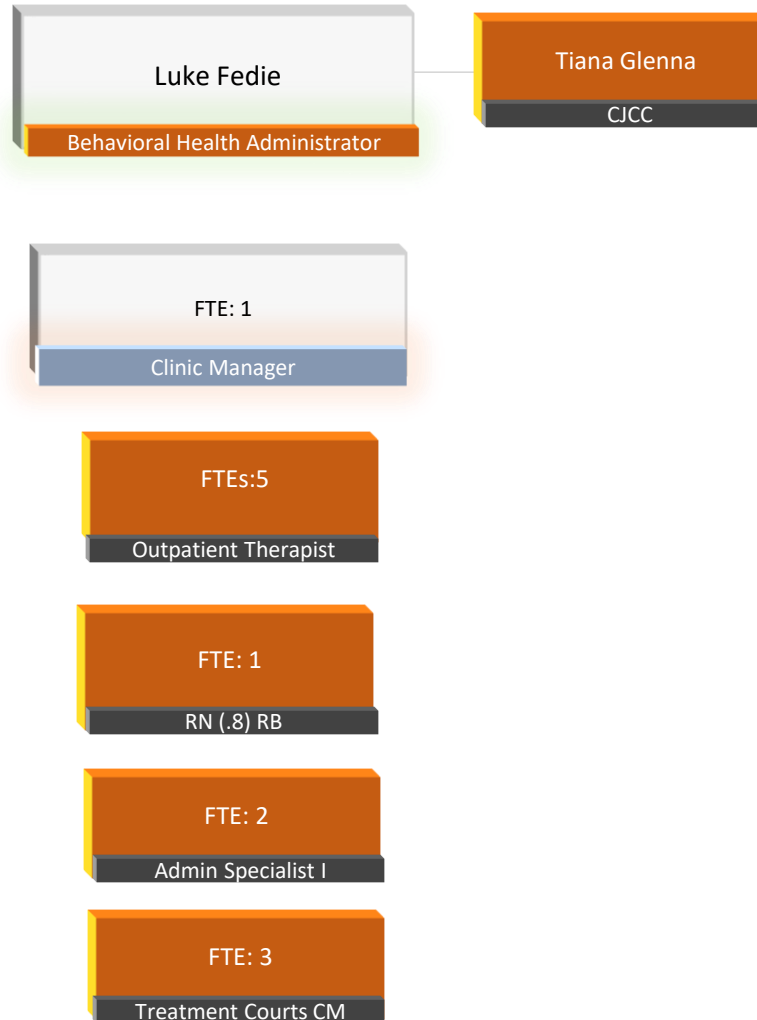 Luke Fedie
Behavioral Health Administrator
Tiana Glenna
CJCC
FTE: 1
Clinic Manager
FTEs:5
Outpatient Therapist
FTE: 1
RN (.8) RB
FTE: 2
Admin Specialist I
FTE: 3
Treatment Courts CM